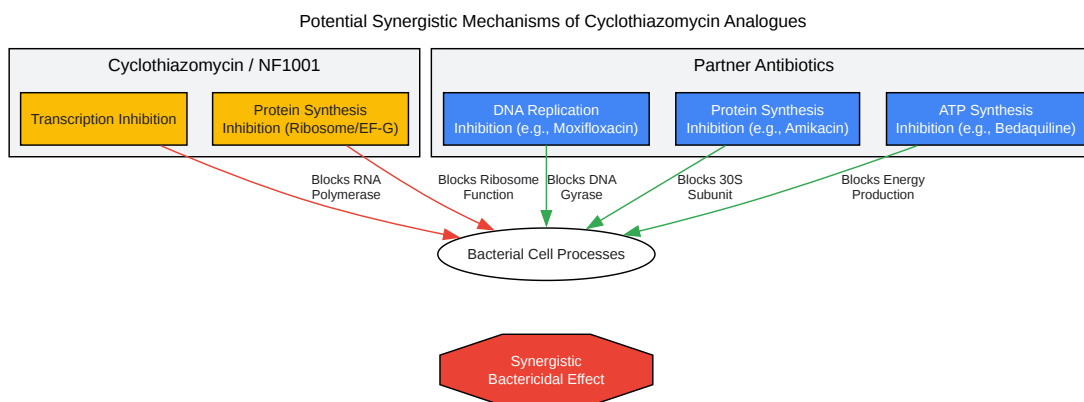 Potential Synergistic Mechanisms of Cyclothiazomycin Analogues
Cyclothiazomycin / NF1001
Partner Antibiotics
Transcription Inhibition
Protein Synthesis
Inhibition (Ribosome/EF-G)
DNA Replication
Inhibition (e.g., Moxifloxacin)
Protein Synthesis
Inhibition (e.g., Amikacin)
ATP Synthesis
Inhibition (e.g., Bedaquiline)
Blocks RNA
Polymerase
Blocks Ribosome
Function
Blocks DNA
Gyrase
Blocks 30S
Subunit
Blocks Energy
Production
Bacterial Cell Processes
Synergistic
Bactericidal Effect